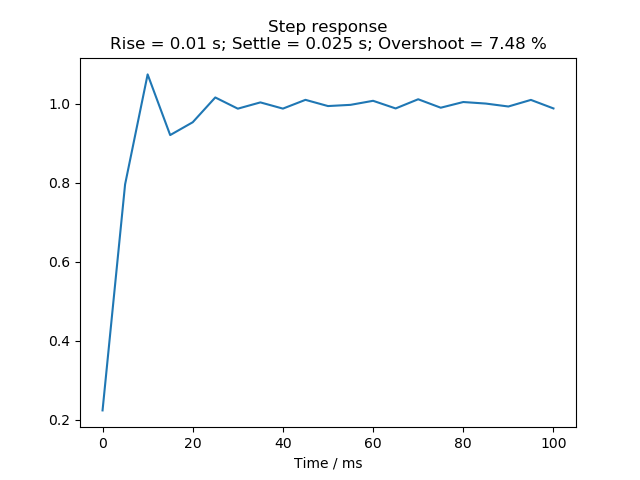 Step response
Rise = 0.01 s; Settle = 0.025 s; Overshoot = 7.48 %
1.0
0.8
0.6
0.4
0.2
0 20 40 60 80 100
Time / ms